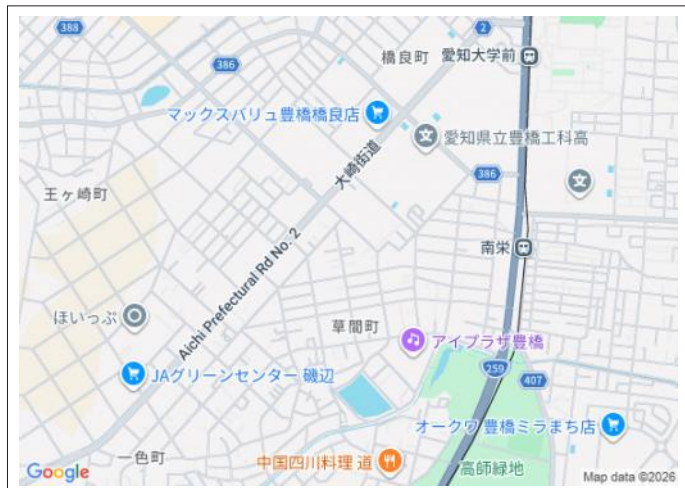 388
2
橋良町
愛知大学前
386
マックスバリュ豊橋橋良店
愛知県立豊橋工科高
大崎街道
386
王ヶ崎町
南栄
Aichi Prefectural Rd No. 2
ほいっぷ
草間町
アイプラザ豊橋
259
407
JAグリーンセンター 磯辺
オークワ 豊橋ミラまち店
一色町
中国四川料理 道
高師緑地
Google
Map data ©2026